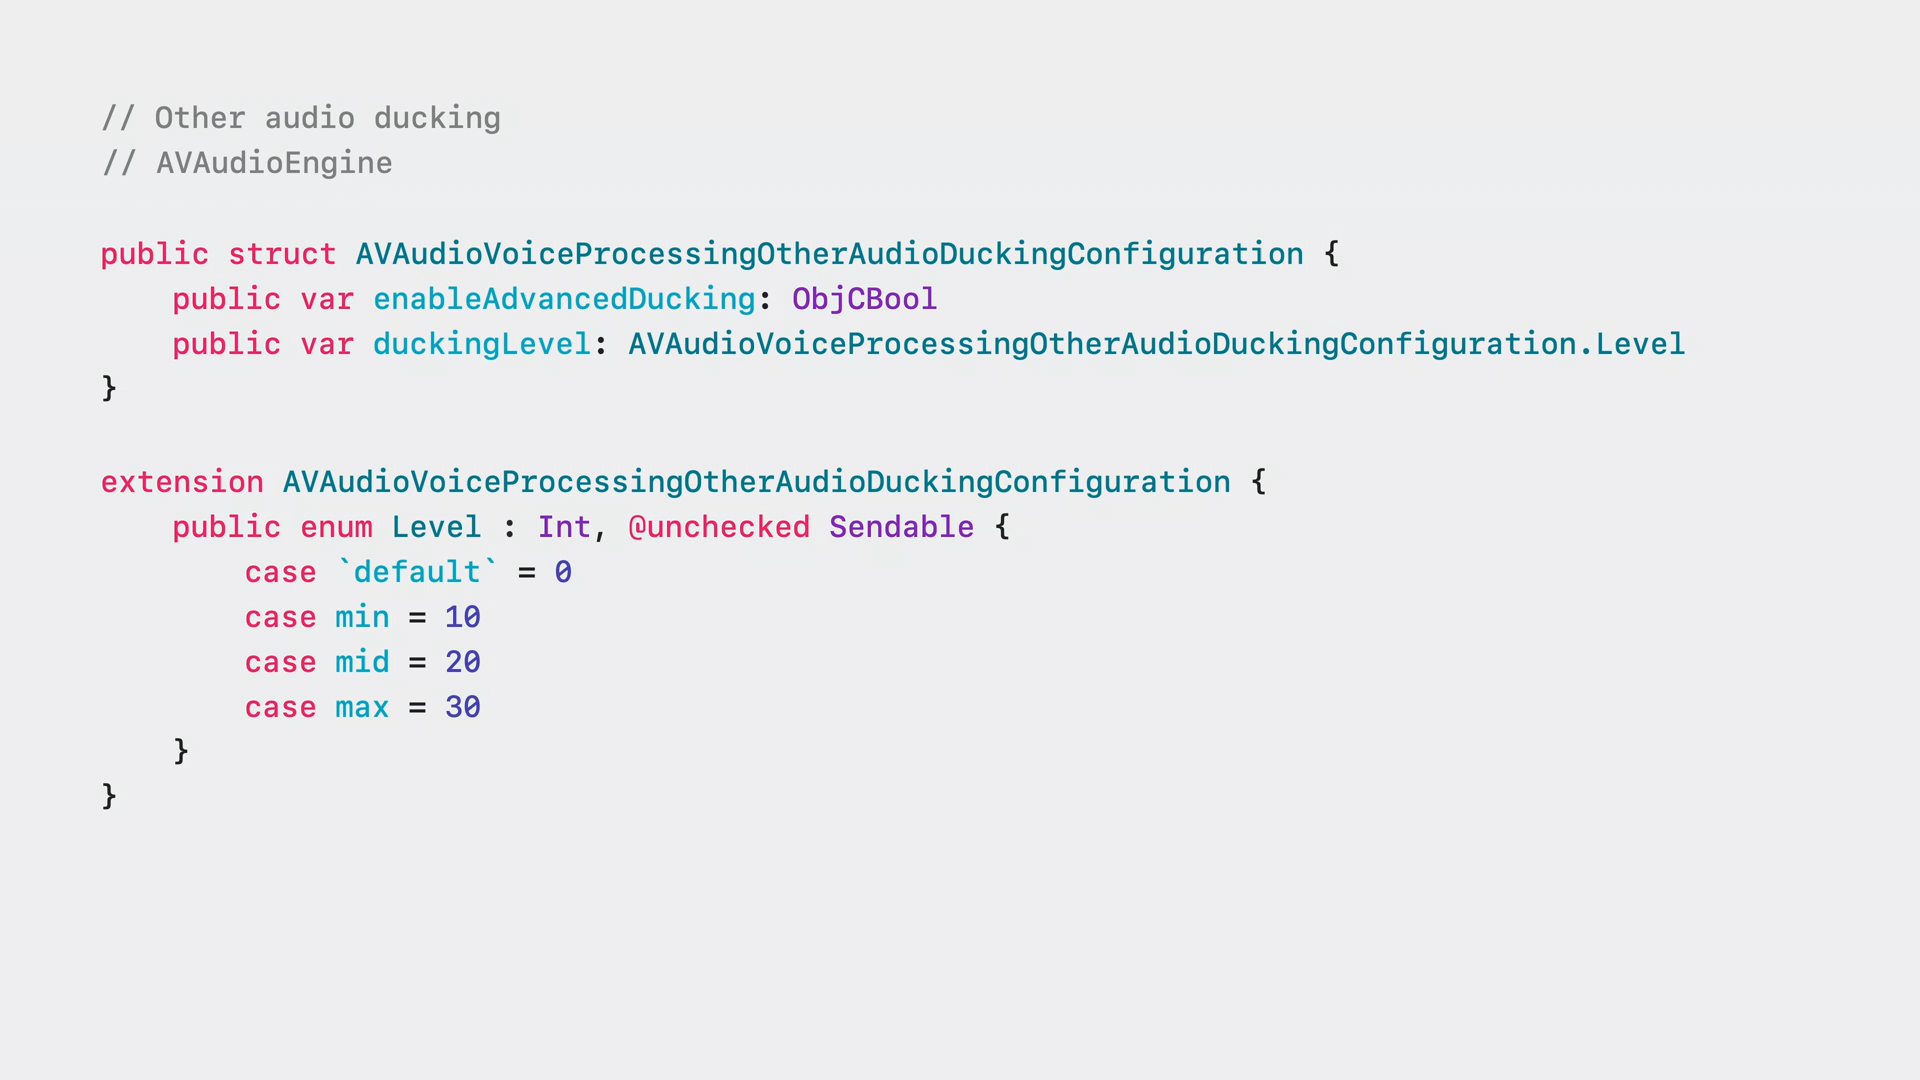 // Other audio ducking
// AVAudioEngine
public struct AVAudioVoiceProcessingOtherAudioDuckingConfiguration {
    public var enableAdvancedDucking: ObjCBool
    public var duckingLevel: AVAudioVoiceProcessingOtherAudioDuckingConfiguration.Level
}
extension AVAudioVoiceProcessingOtherAudioDuckingConfiguration {
    public enum Level : Int, @unchecked Sendable {
        case `default` = 0
        case min = 10
        case mid = 20
        case max = 30
    }
}